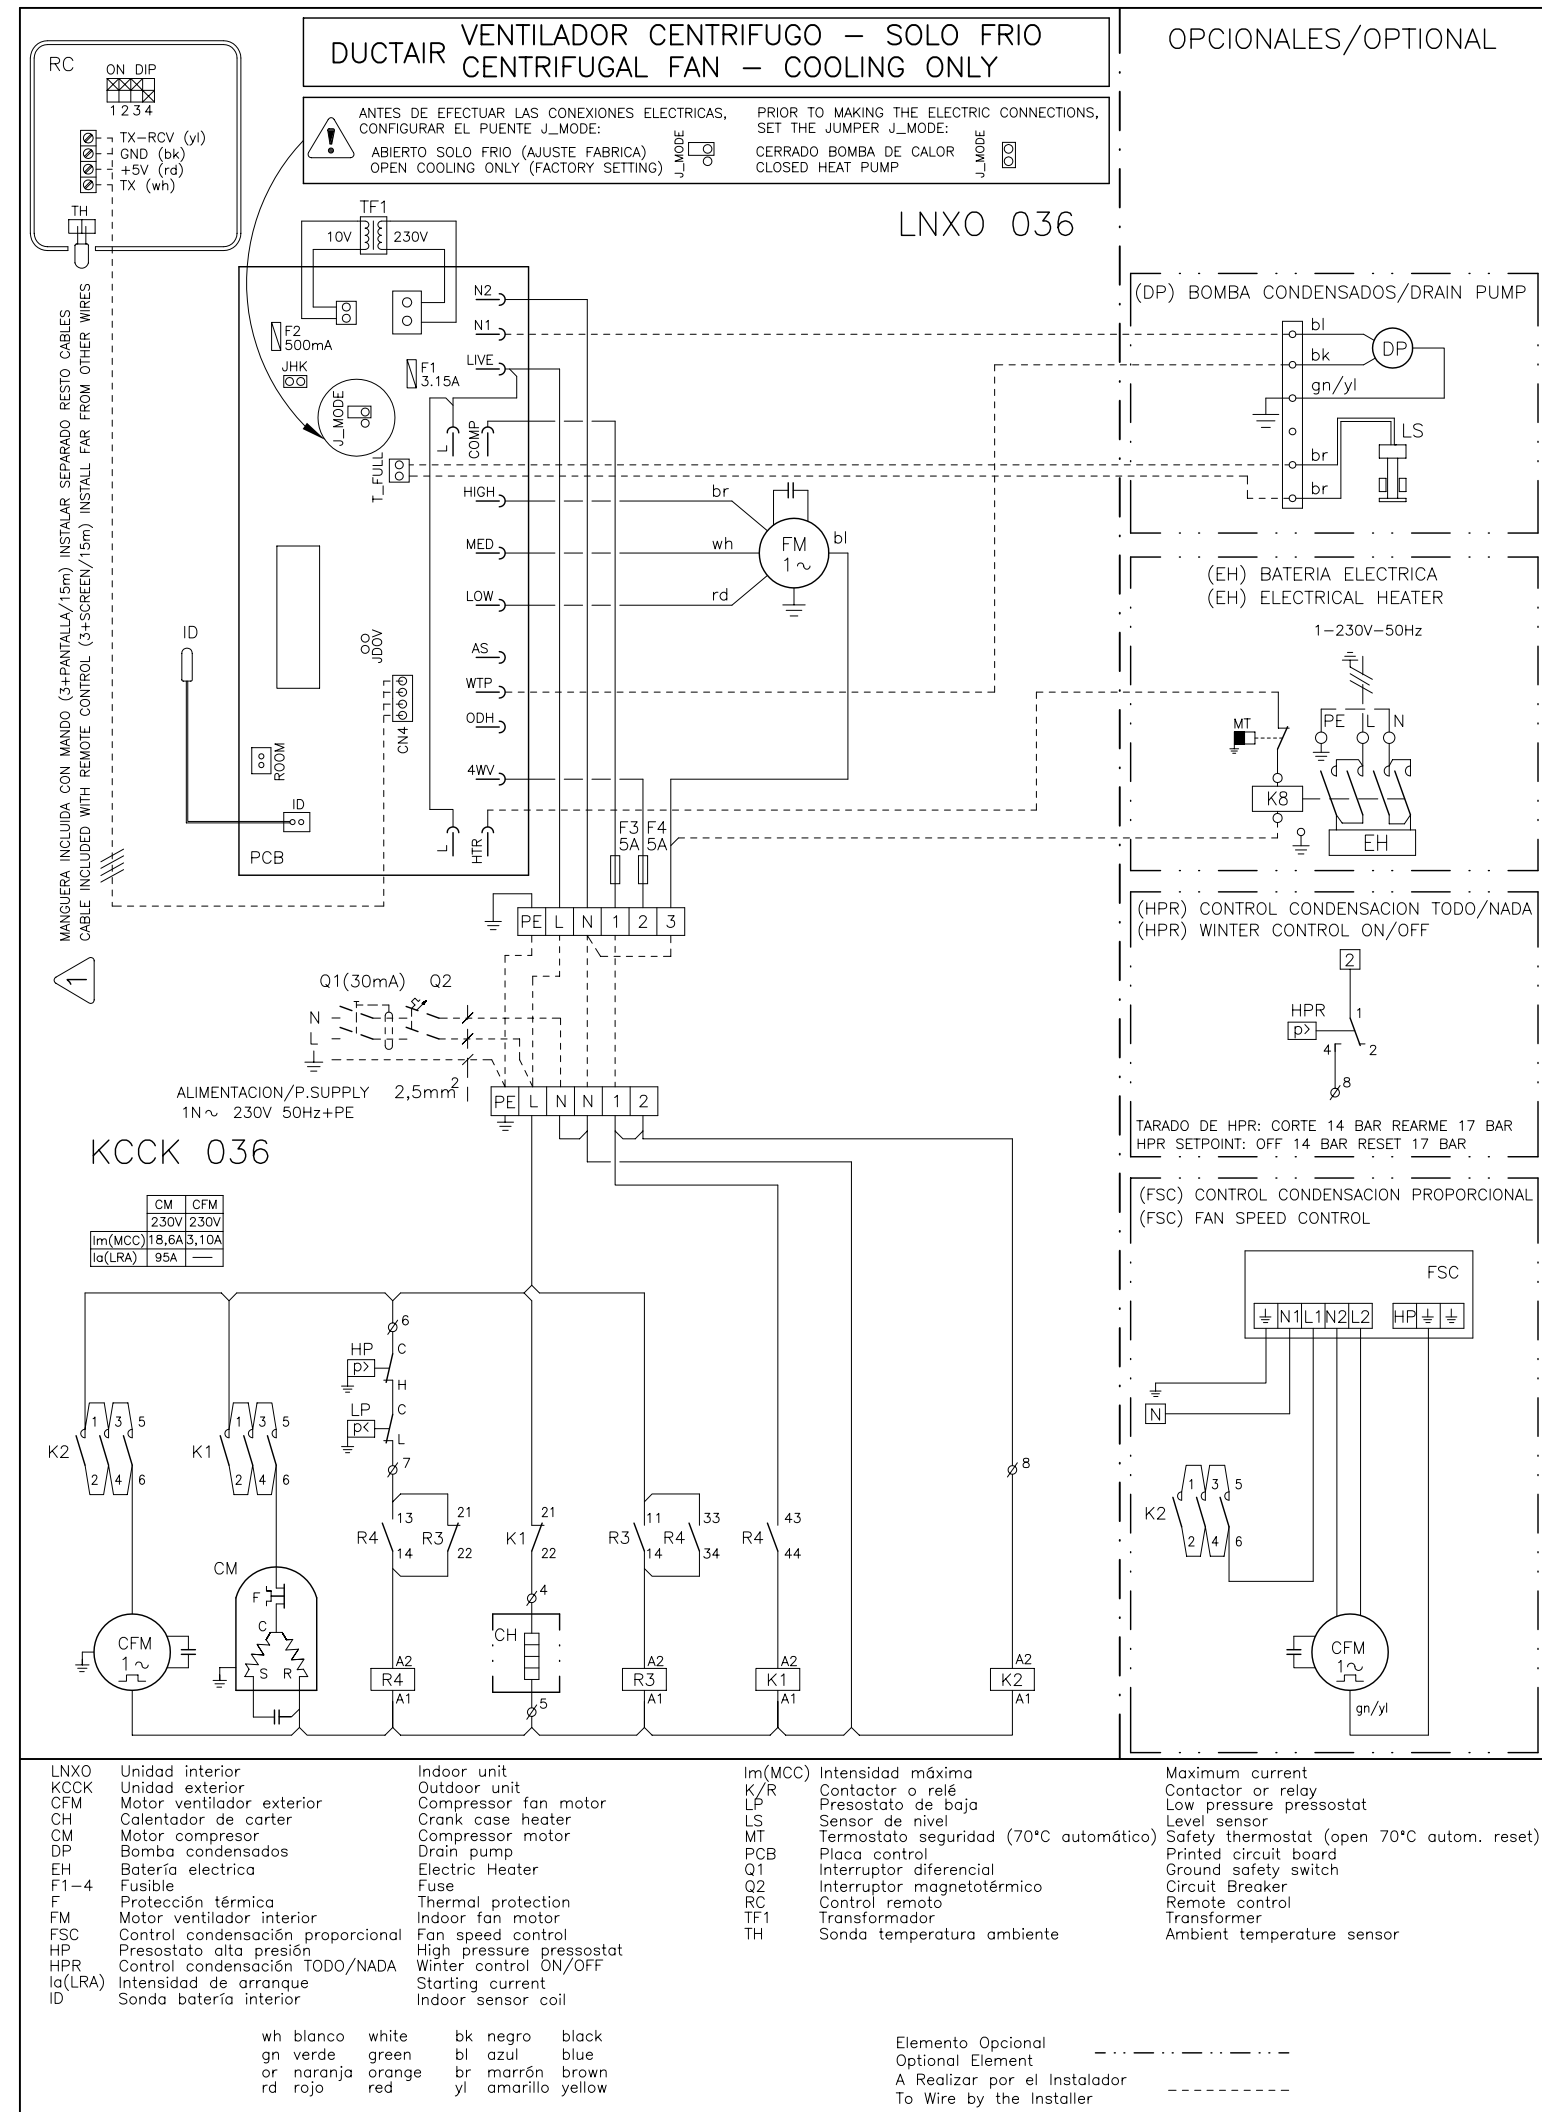 DUCTAIR
VENTILADOR CENTRIFUGO – SOLO FRIO
CENTRIFUGAL FAN – COOLING ONLY
OPCIONALES/OPTIONAL
RC
ON DIP
1 2 3 4
TX–RCV (yl)
GND (bk)
+5V (rd)
TX (wh)
TH
ANTES DE EFECTUAR LAS CONEXIONES ELECTRICAS,
CONFIGURAR EL PUENTE J_MODE:
ABIERTO SOLO FRIO (AJUSTE FABRICA)
OPEN COOLING ONLY (FACTORY SETTING)
J_MODE
PRIOR TO MAKING THE ELECTRIC CONNECTIONS,
SET THE JUMPER J_MODE:
CERRADO BOMBA DE CALOR
CLOSED HEAT PUMP
J_MODE
LNXO 036
TF1
10V
230V
MANGUERA INCLUIDA CON MANDO (3+PANTALLA/15m) INSTALAR SEPARADO RESTO CABLES
CABLE INCLUDED WITH REMOTE CONTROL (3+SCREEN/15m) INSTALL FAR FROM OTHER WIRES
1
F2
500mA
JHK
F1
3.15A
J_MODE
T_FULL
N2
N1
LIVE
L
COMP
HIGH
MED
LOW
AS
WTP
ODH
4WV
L
HTR
JDOV
CN4
ROOM
ID
ID
PCB
br
wh
rd
bl
FM
1~
F3
5A
F4
5A
PE L N 1 2 3
(DP) BOMBA CONDENSADOS/DRAIN PUMP
bl
bk
gn/yl
DP
LS
br
br
(EH) BATERIA ELECTRICA
(EH) ELECTRICAL HEATER
1–230V–50Hz
PE L N
MT
K8
EH
(HPR) CONTROL CONDENSACION TODO/NADA
(HPR) WINTER CONTROL ON/OFF
2
HPR
p>
1
4
2
8
TARADO DE HPR: CORTE 14 BAR REARME 17 BAR
HPR SETPOINT: OFF 14 BAR RESET 17 BAR
Q1(30mA)
Q2
N
L
2,5mm²
ALIMENTACION/P.SUPPLY
1N~ 230V 50Hz+PE
PE L N N 1 2
KCCK 036
CM CFM
230V 230V
Im(MCC) 18,6A 3,10A
Ia(LRA) 95A —
(FSC) CONTROL CONDENSACION PROPORCIONAL
(FSC) FAN SPEED CONTROL
FSC
N1 L1 N2 L2
HP
N
K2
1 3 5
2 4 6
CFM
1~
gn/yl
K2
1 3 5
2 4 6
K1
1 3 5
2 4 6
6
HP
p>
C
H
LP
p<
C
L
7
R4
13
14
R3
21
22
K1
21
22
R3
11
14
R4
33
34
R4
43
44
8
CM
F
C
S R
CFM
1~
4
CH
5
A2
R4
A1
A2
R3
A1
A2
K1
A1
A2
K2
A1
LNXO Unidad interior Indoor unit
KCCK Unidad exterior Outdoor unit
CFM Motor ventilador exterior Compressor fan motor
CH Calentador de carter Crank case heater
CM Motor compresor Compressor motor
DP Bomba condensados Drain pump
EH Batería electrica Electric Heater
F1–4 Fusible Fuse
F Protección térmica Thermal protection
FM Motor ventilador interior Indoor fan motor
FSC Control condensación proporcional Fan speed control
HP Presostato alta presión High pressure pressostat
HPR Control condensación TODO/NADA Winter control ON/OFF
Ia(LRA) Intensidad de arranque Starting current
ID Sonda batería interior Indoor sensor coil
Im(MCC) Intensidad máxima Maximum current
K/R Contactor o relé Contactor or relay
LP Presostato de baja Low pressure pressostat
LS Sensor de nivel Level sensor
MT Termostato seguridad (70°C automático) Safety thermostat (open 70°C autom. reset)
PCB Placa control Printed circuit board
Q1 Interruptor diferencial Ground safety switch
Q2 Interruptor magnetotérmico Circuit Breaker
RC Control remoto Remote control
TF1 Transformador Transformer
TH Sonda temperatura ambiente Ambient temperature sensor
wh blanco white bk negro black
gn verde green bl azul blue
or naranja orange br marrón brown
rd rojo red yl amarillo yellow
Elemento Opcional
Optional Element
A Realizar por el Instalador
To Wire by the Installer